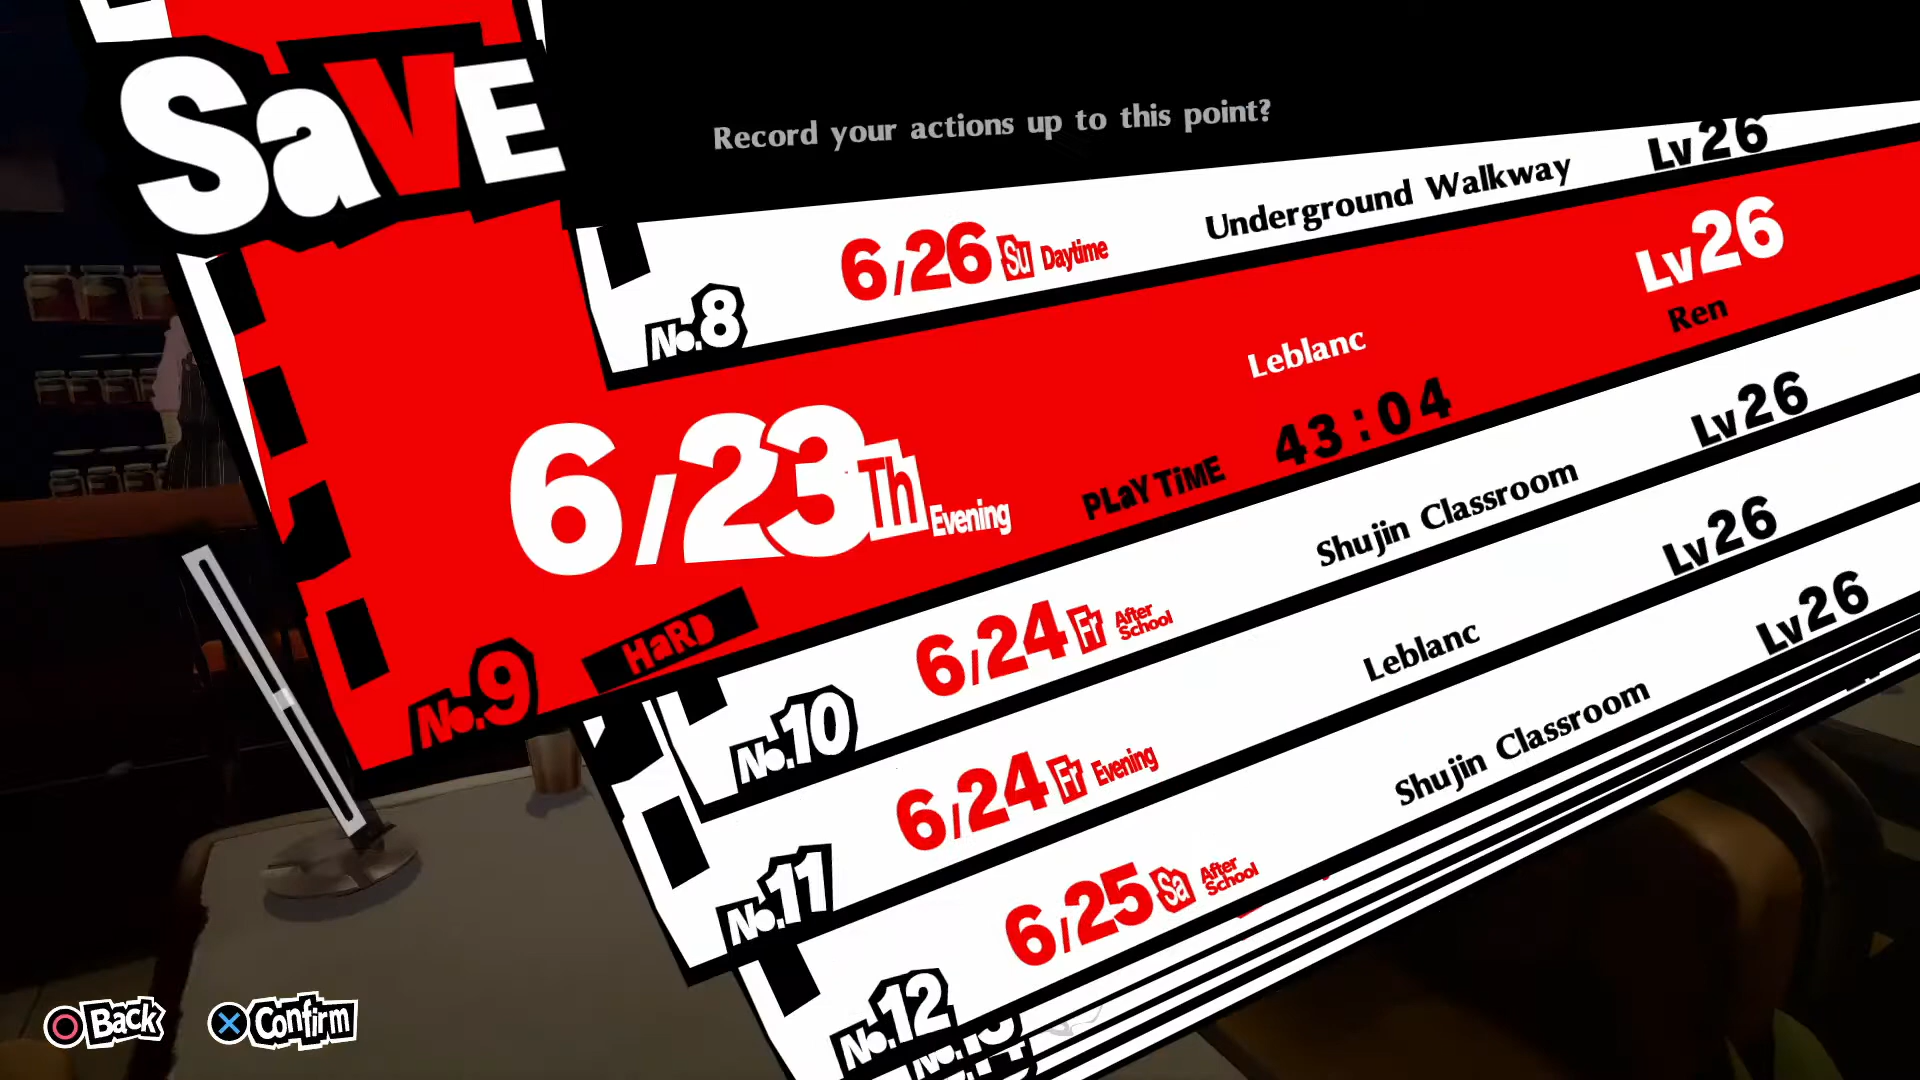 SaVE
Record your actions up to this point?
No.8 6/26 Su Daytime Underground Walkway Lv26
No.9 6/23 Th Evening Leblanc Lv26
HaRD PLaY TiME 43:04 Ren
No.10 6/24 Fr After School Shujin Classroom Lv26
No.11 6/24 Fr Evening Leblanc Lv26
No.12 6/25 Sa After School Shujin Classroom Lv26
Back Confirm